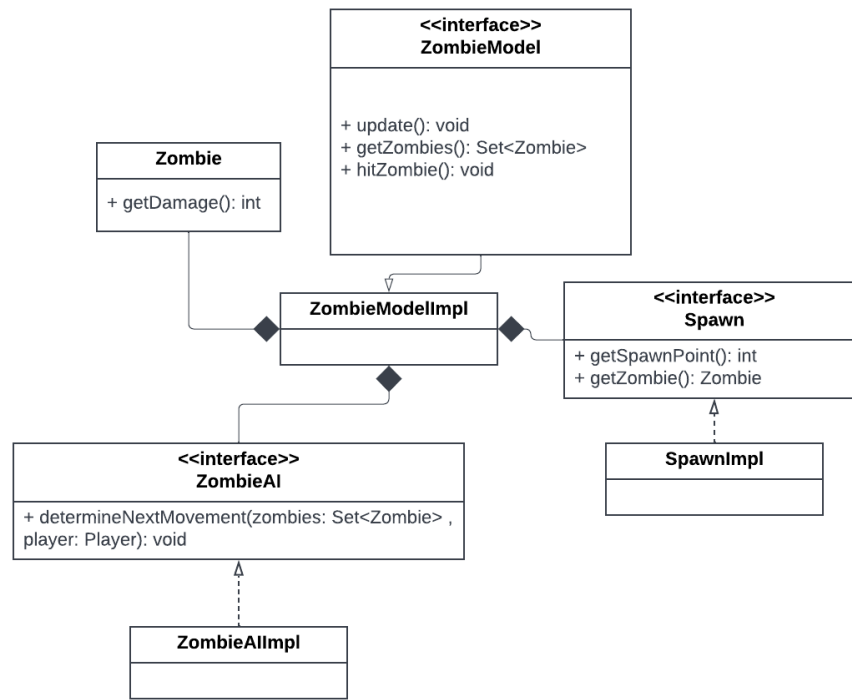 <<interface>>
ZombieModel
+ update(): void
+ getZombies(): Set<Zombie>
+ hitZombie(): void
Zombie
+ getDamage(): int
ZombieModelImpl
<<interface>>
Spawn
+ getSpawnPoint(): int
+ getZombie(): Zombie
SpawnImpl
<<interface>>
ZombieAI
+ determineNextMovement(zombies: Set<Zombie> ,
player: Player): void
ZombieAIImpl